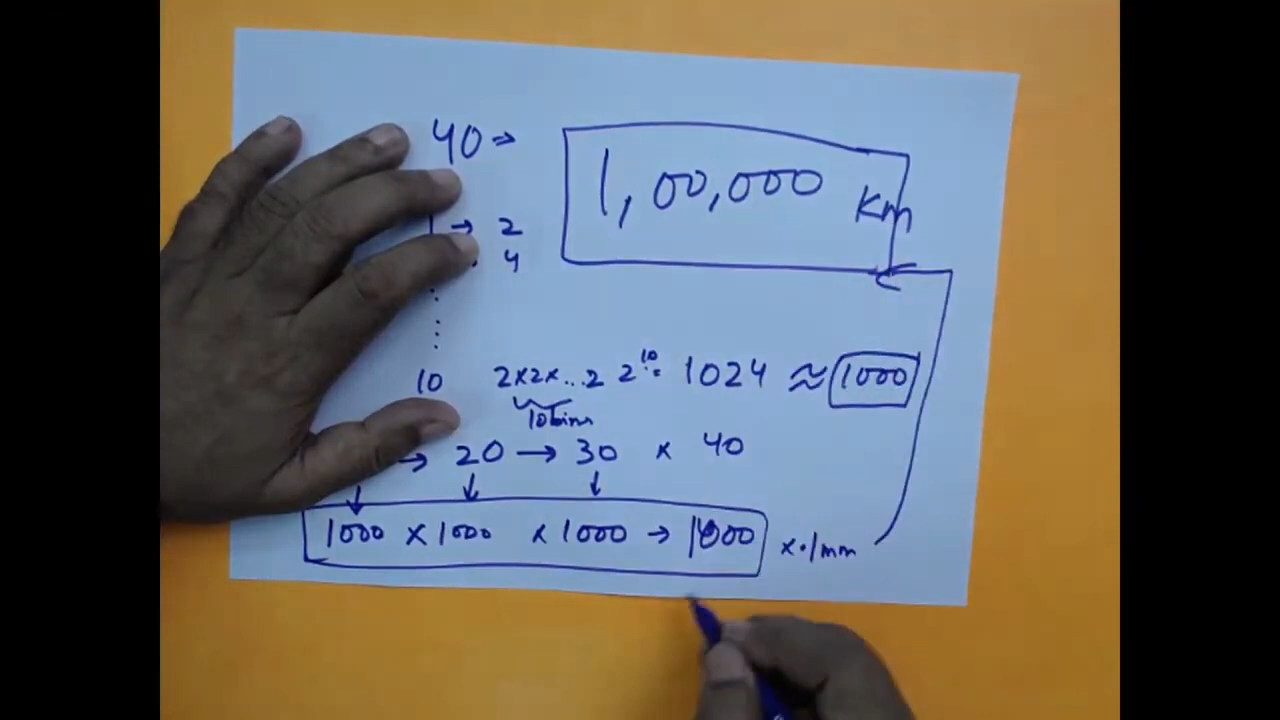 40 →
1,00,000 Km
→ 2
4
10 2×2×...2 2¹⁰= 1024 ≈ 1000
10 times
→ 20 → 30 × 40
1000 × 1000 × 1000 → 1000 × .1mm